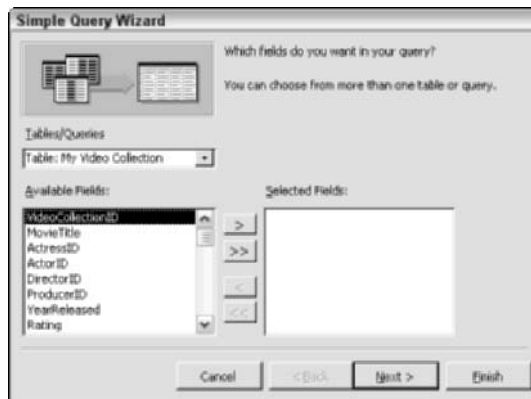 Simple Query Wizard
Which fields do you want in your query?
You can choose from more than one table or query.
Tables/Queries
Table: My Video Collection
Available Fields:
Selected Fields:
VideoCollectionID
MovieTitle
ActressID
ActorID
DirectorID
ProducerID
YearReleased
Rating
>
>>
<
<<
Cancel
< Back
Next >
Finish